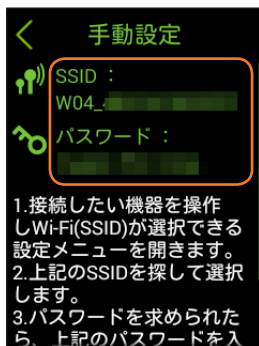 手動設定
SSID：
W04_
パスワード：
1.接続したい機器を操作
しWi-Fi(SSID)が選択できる
設定メニューを開きます。
2.上記のSSIDを探して選択
します。
3.パスワードを求められた
ら、上記のパスワードを入